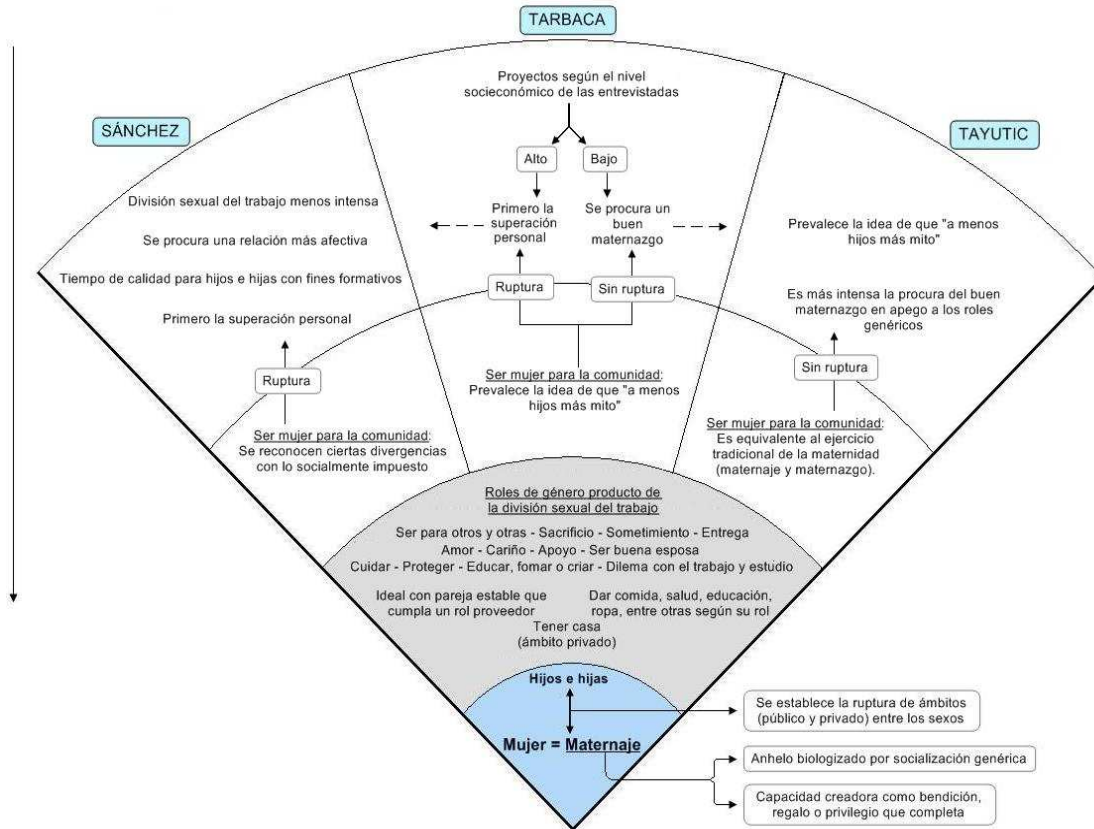 TARBACA
SÁNCHEZ
TAYUTIC
Proyectos según el nivel
socieconómico de las entrevistadas
Alto
Bajo
Primero la
superación
personal
Se procura un
buen
maternazgo
Ruptura
Sin ruptura
Ser mujer para la comunidad:
Prevalece la idea de que "a menos
hijos más mito"
División sexual del trabajo menos intensa
Se procura una relación más afectiva
Tiempo de calidad para hijos e hijas con fines formativos
Primero la superación personal
Ruptura
Ser mujer para la comunidad:
Se reconocen ciertas divergencias
con lo socialmente impuesto
Prevalece la idea de que "a menos
hijos más mito"
Es más intensa la procura del buen
maternazgo en apego a los roles
genéricos
Sin ruptura
Ser mujer para la comunidad:
Es equivalente al ejercicio
tradicional de la maternidad
(maternaje y maternazgo).
Roles de género producto de
la división sexual del trabajo
Ser para otros y otras - Sacrificio - Sometimiento - Entrega
Amor - Cariño - Apoyo - Ser buena esposa
Cuidar - Proteger - Educar, fomar o criar - Dilema con el trabajo y estudio
Ideal con pareja estable que
cumpla un rol proveedor
Dar comida, salud, educación,
ropa, entre otras según su rol
Tener casa
(ámbito privado)
Hijos e hijas
Mujer = Maternaje
Se establece la ruptura de ámbitos
(público y privado) entre los sexos
Anhelo biologizado por socialización genérica
Capacidad creadora como bendición,
regalo o privilegio que completa